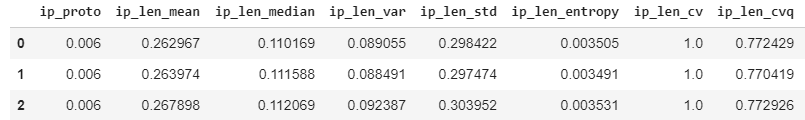 ip_proto ip_len_mean ip_len_median ip_len_var ip_len_std ip_len_entropy ip_len_cv ip_len_cvq
0 0.006 0.262967 0.110169 0.089055 0.298422 0.003505 1.0 0.772429
1 0.006 0.263974 0.111588 0.088491 0.297474 0.003491 1.0 0.770419
2 0.006 0.267898 0.112069 0.092387 0.303952 0.003531 1.0 0.772926